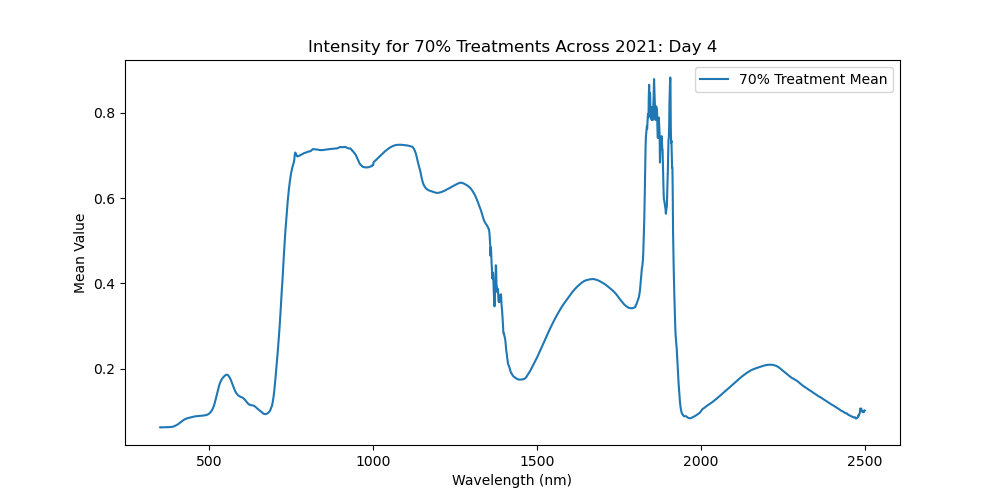 Intensity for 70% Treatments Across 2021: Day 4
70% Treatment Mean
Mean Value
0.8
0.6
0.4
0.2
500
1000
1500
2000
2500
Wavelength (nm)